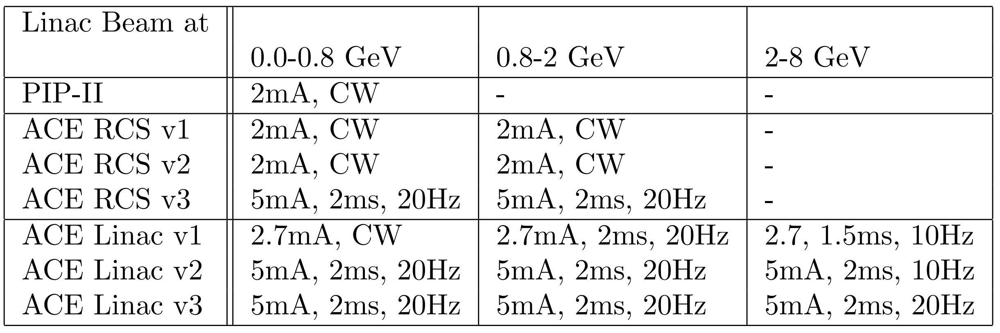 Linac Beam at
0.0-0.8 GeV 0.8-2 GeV 2-8 GeV
PIP-II 2mA, CW - -
ACE RCS v1 2mA, CW 2mA, CW -
ACE RCS v2 2mA, CW 2mA, CW -
ACE RCS v3 5mA, 2ms, 20Hz 5mA, 2ms, 20Hz -
ACE Linac v1 2.7mA, CW 2.7mA, 2ms, 20Hz 2.7, 1.5ms, 10Hz
ACE Linac v2 5mA, 2ms, 20Hz 5mA, 2ms, 20Hz 5mA, 2ms, 10Hz
ACE Linac v3 5mA, 2ms, 20Hz 5mA, 2ms, 20Hz 5mA, 2ms, 20Hz